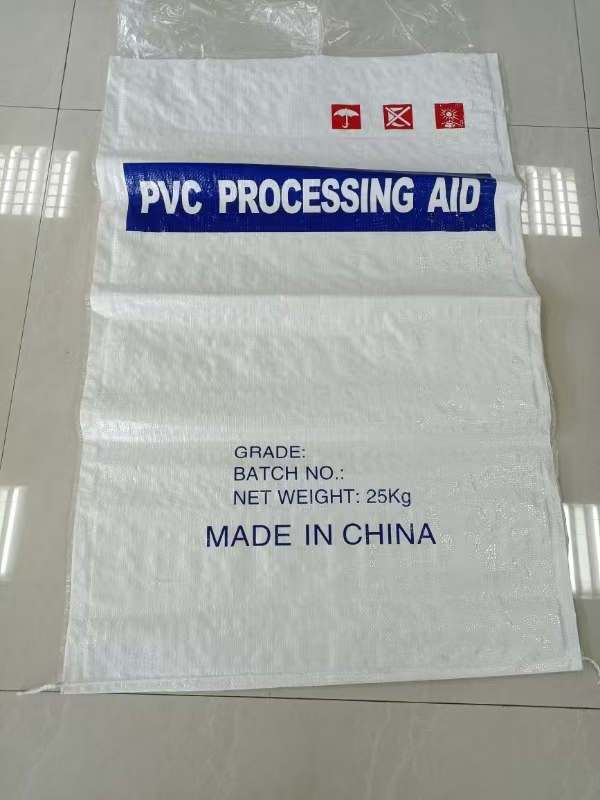 PVC PROCESSING AID
GRADE:
BATCH NO.:
NET WEIGHT: 25Kg
MADE IN CHINA